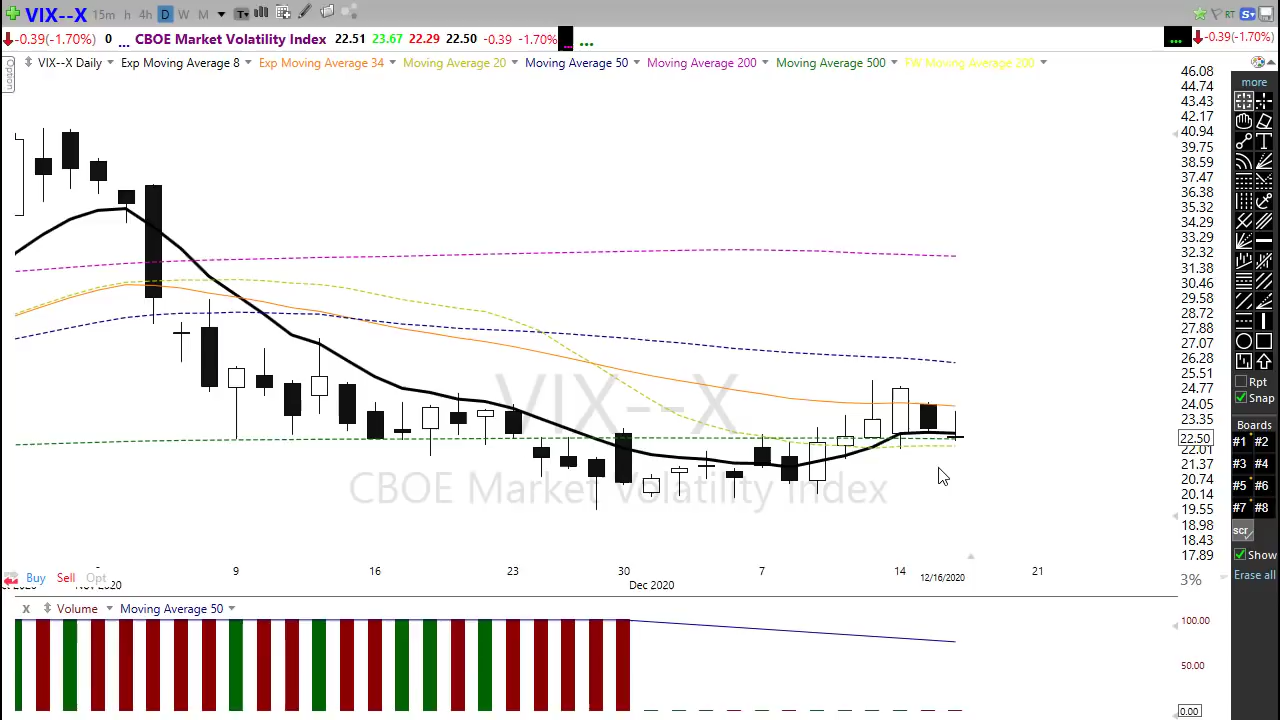 VIX--X 15m h 4h D W M T RT S
-0.39(-1.70%) 0 ... CBOE Market Volatility Index 22.51 23.67 22.29 22.50 -0.39 -1.70% ... ... ... -0.39(-1.70%)
Option
VIX--X Daily Exp Moving Average 8 Exp Moving Average 34 Moving Average 20 Moving Average 50 Moving Average 200 Moving Average 500 FW Moving Average 200
46.08
44.74
43.43
42.17
40.94
39.75
38.59
37.47
36.38
35.32
34.29
33.29
32.32
31.38
30.46
29.58
28.72
27.88
27.07
26.28
25.51
24.77
24.05
23.35
22.50
22.01
21.37
20.74
20.14
19.55
18.98
18.43
17.89
3%
VIX--X
CBOE Market Volatility Index
more
Rpt
Snap
Boards
#1 #2
#3 #4
#5 #6
#7 #8
scr
Show
Erase all
9 16 23 30 7 14 12/16/2020 21
Buy Sell Opt
2020 Nov 2020 Dec 2020
X Volume Moving Average 50
100.00
50.00
0.00